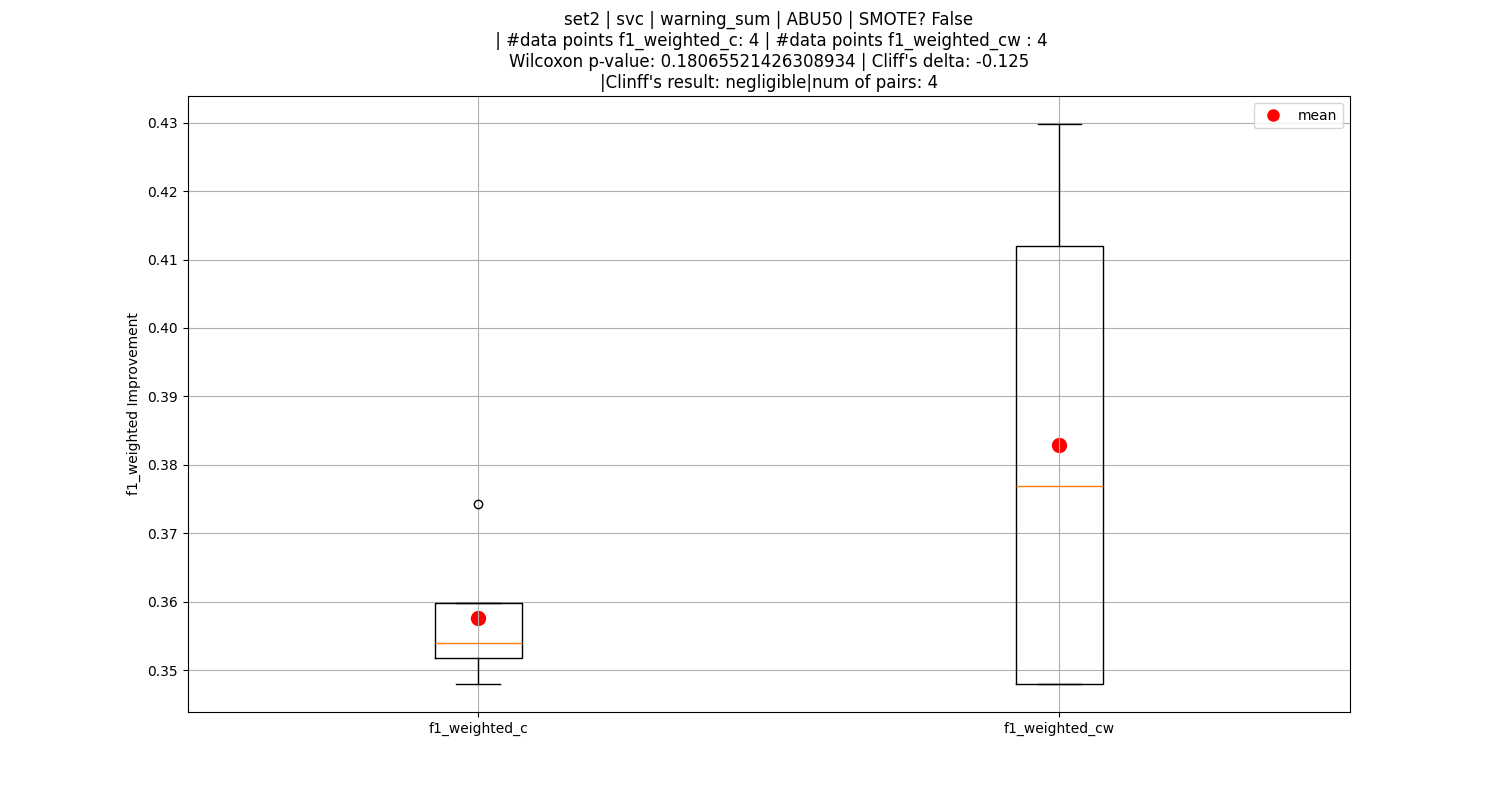 set2 | svc | warning_sum | ABU50 | SMOTE? False
| #data points f1_weighted_c: 4 | #data points f1_weighted_cw : 4
Wilcoxon p-value: 0.18065521426308934 | Cliff's delta: -0.125
|Clinff's result: negligible|num of pairs: 4
mean
0.43
0.42
0.41
0.40
0.39
0.38
0.37
0.36
0.35
f1_weighted Improvement
f1_weighted_c
f1_weighted_cw